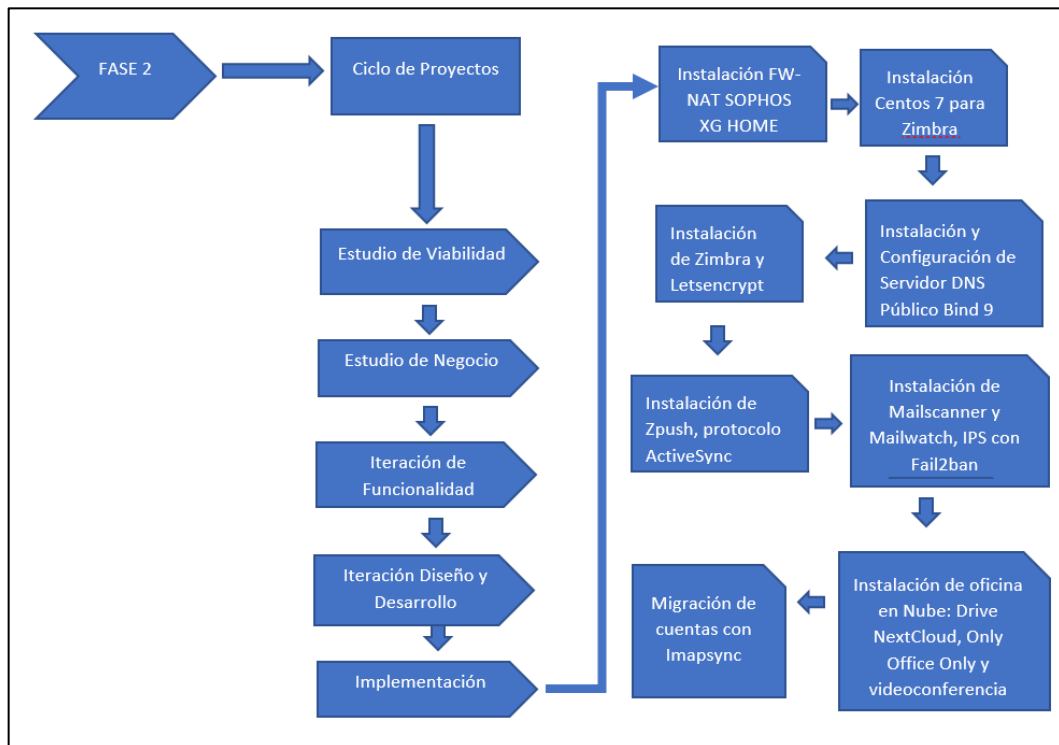 FASE 2
Ciclo de Proyectos
Estudio de Viabilidad
Estudio de Negocio
Iteración de
Funcionalidad
Iteración Diseño y
Desarrollo
Implementación
Instalación FW-
NAT SOPHOS
XG HOME
Instalación
Centos 7 para
Zimbra
Instalación y
Configuración de
Servidor DNS
Público Bind 9
Instalación
de Zimbra y
Letsencrypt
Instalación de
Zpush, protocolo
ActiveSync
Instalación de
Mailscanner y
Mailwatch, IPS con
Fail2ban
Instalación de oficina
en Nube: Drive
NextCloud, Only
Office Only y
videoconferencia
Migración de
cuentas con
Imapsync